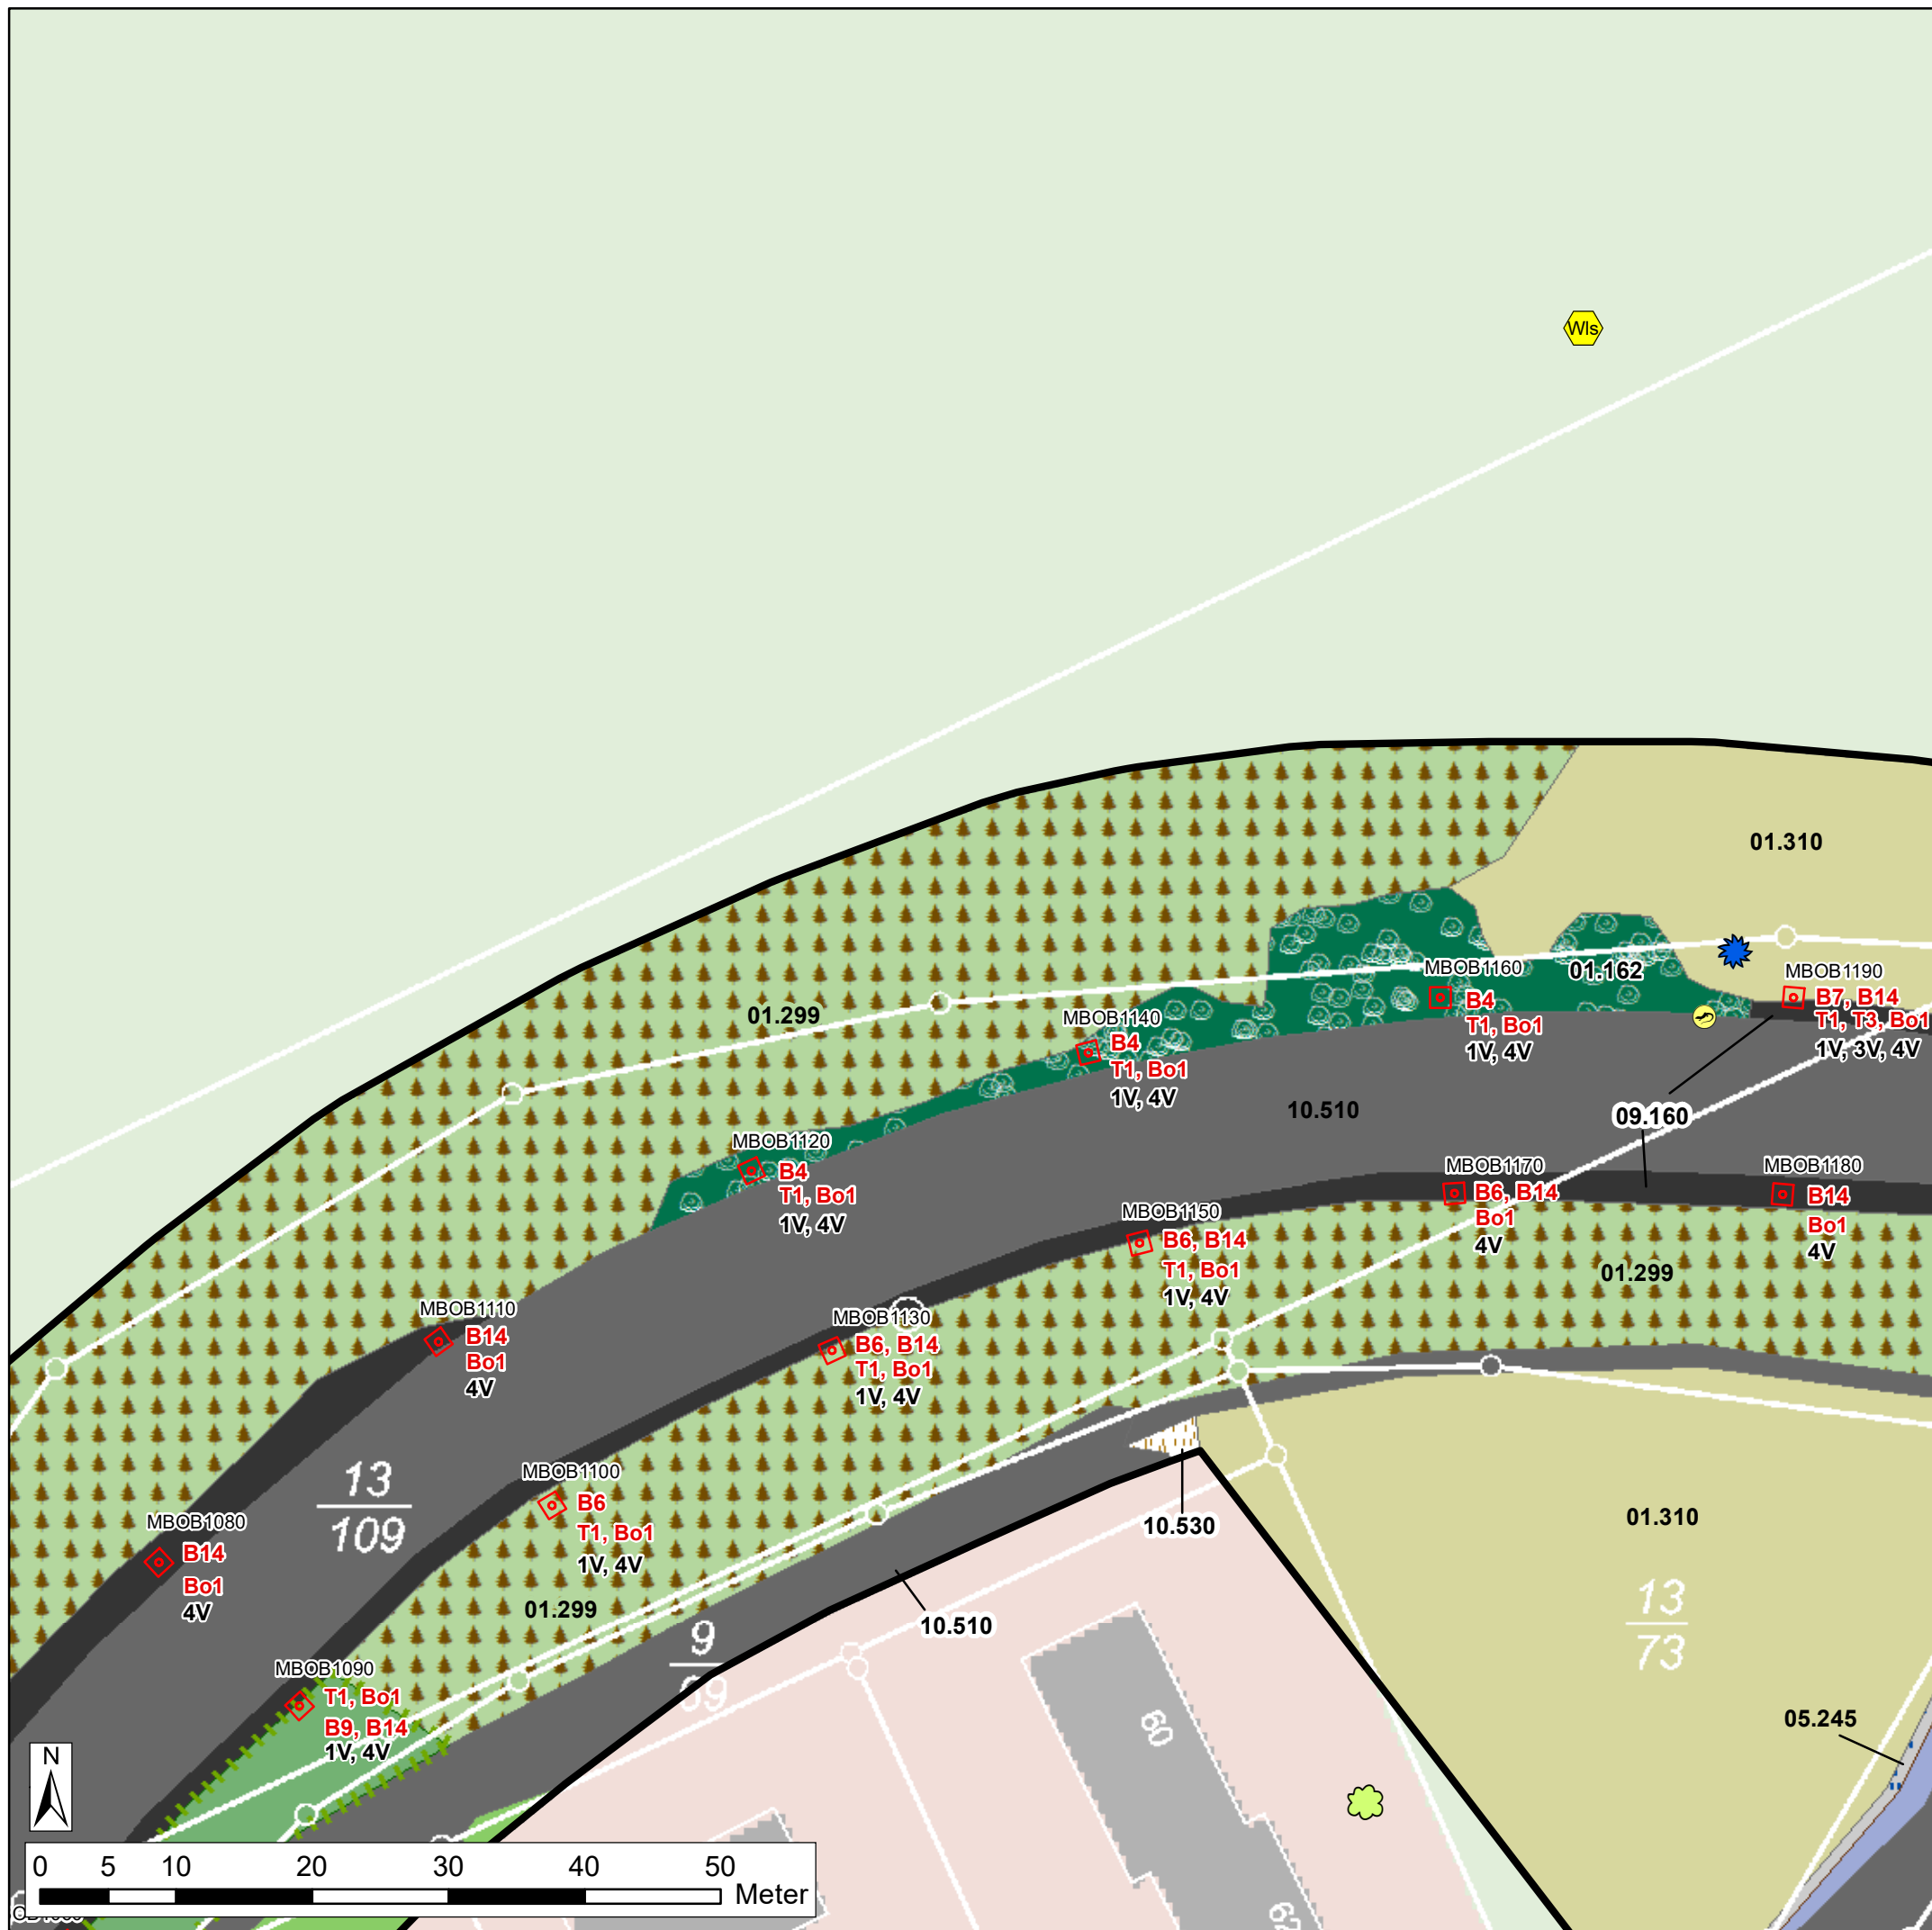 Wls
01.310
MBOB1160
B4
T1, Bo1
1V, 4V
01.162
MBOB1190
B7, B14
T1, T3, Bo1
1V, 3V, 4V
01.299
MBOB1140
B4
T1, Bo1
1V, 4V
10.510
09.160
MBOB1120
B4
T1, Bo1
1V, 4V
MBOB1170
B6, B14
Bo1
4V
MBOB1180
B14
Bo1
4V
MBOB1150
B6, B14
T1, Bo1
1V, 4V
01.299
MBOB1110
B14
Bo1
4V
MBOB1130
B6, B14
T1, Bo1
1V, 4V
13
109
MBOB1100
B6
T1, Bo1
1V, 4V
MBOB1080
B14
Bo1
4V
10.530
01.310
01.299
13
73
9
69
10.510
MBOB1090
T1, Bo1
B9, B14
1V, 4V
60
05.245
N
0 5 10 20 30 40 50
Meter
62